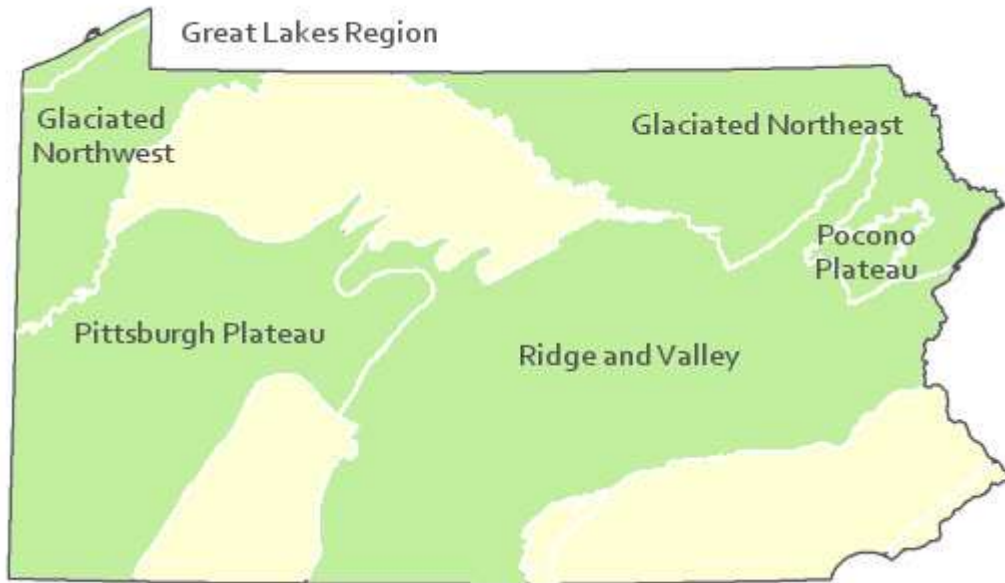 Great Lakes Region
Glaciated
Northwest
Glaciated Northeast
Pocono
Plateau
Pittsburgh Plateau
Ridge and Valley